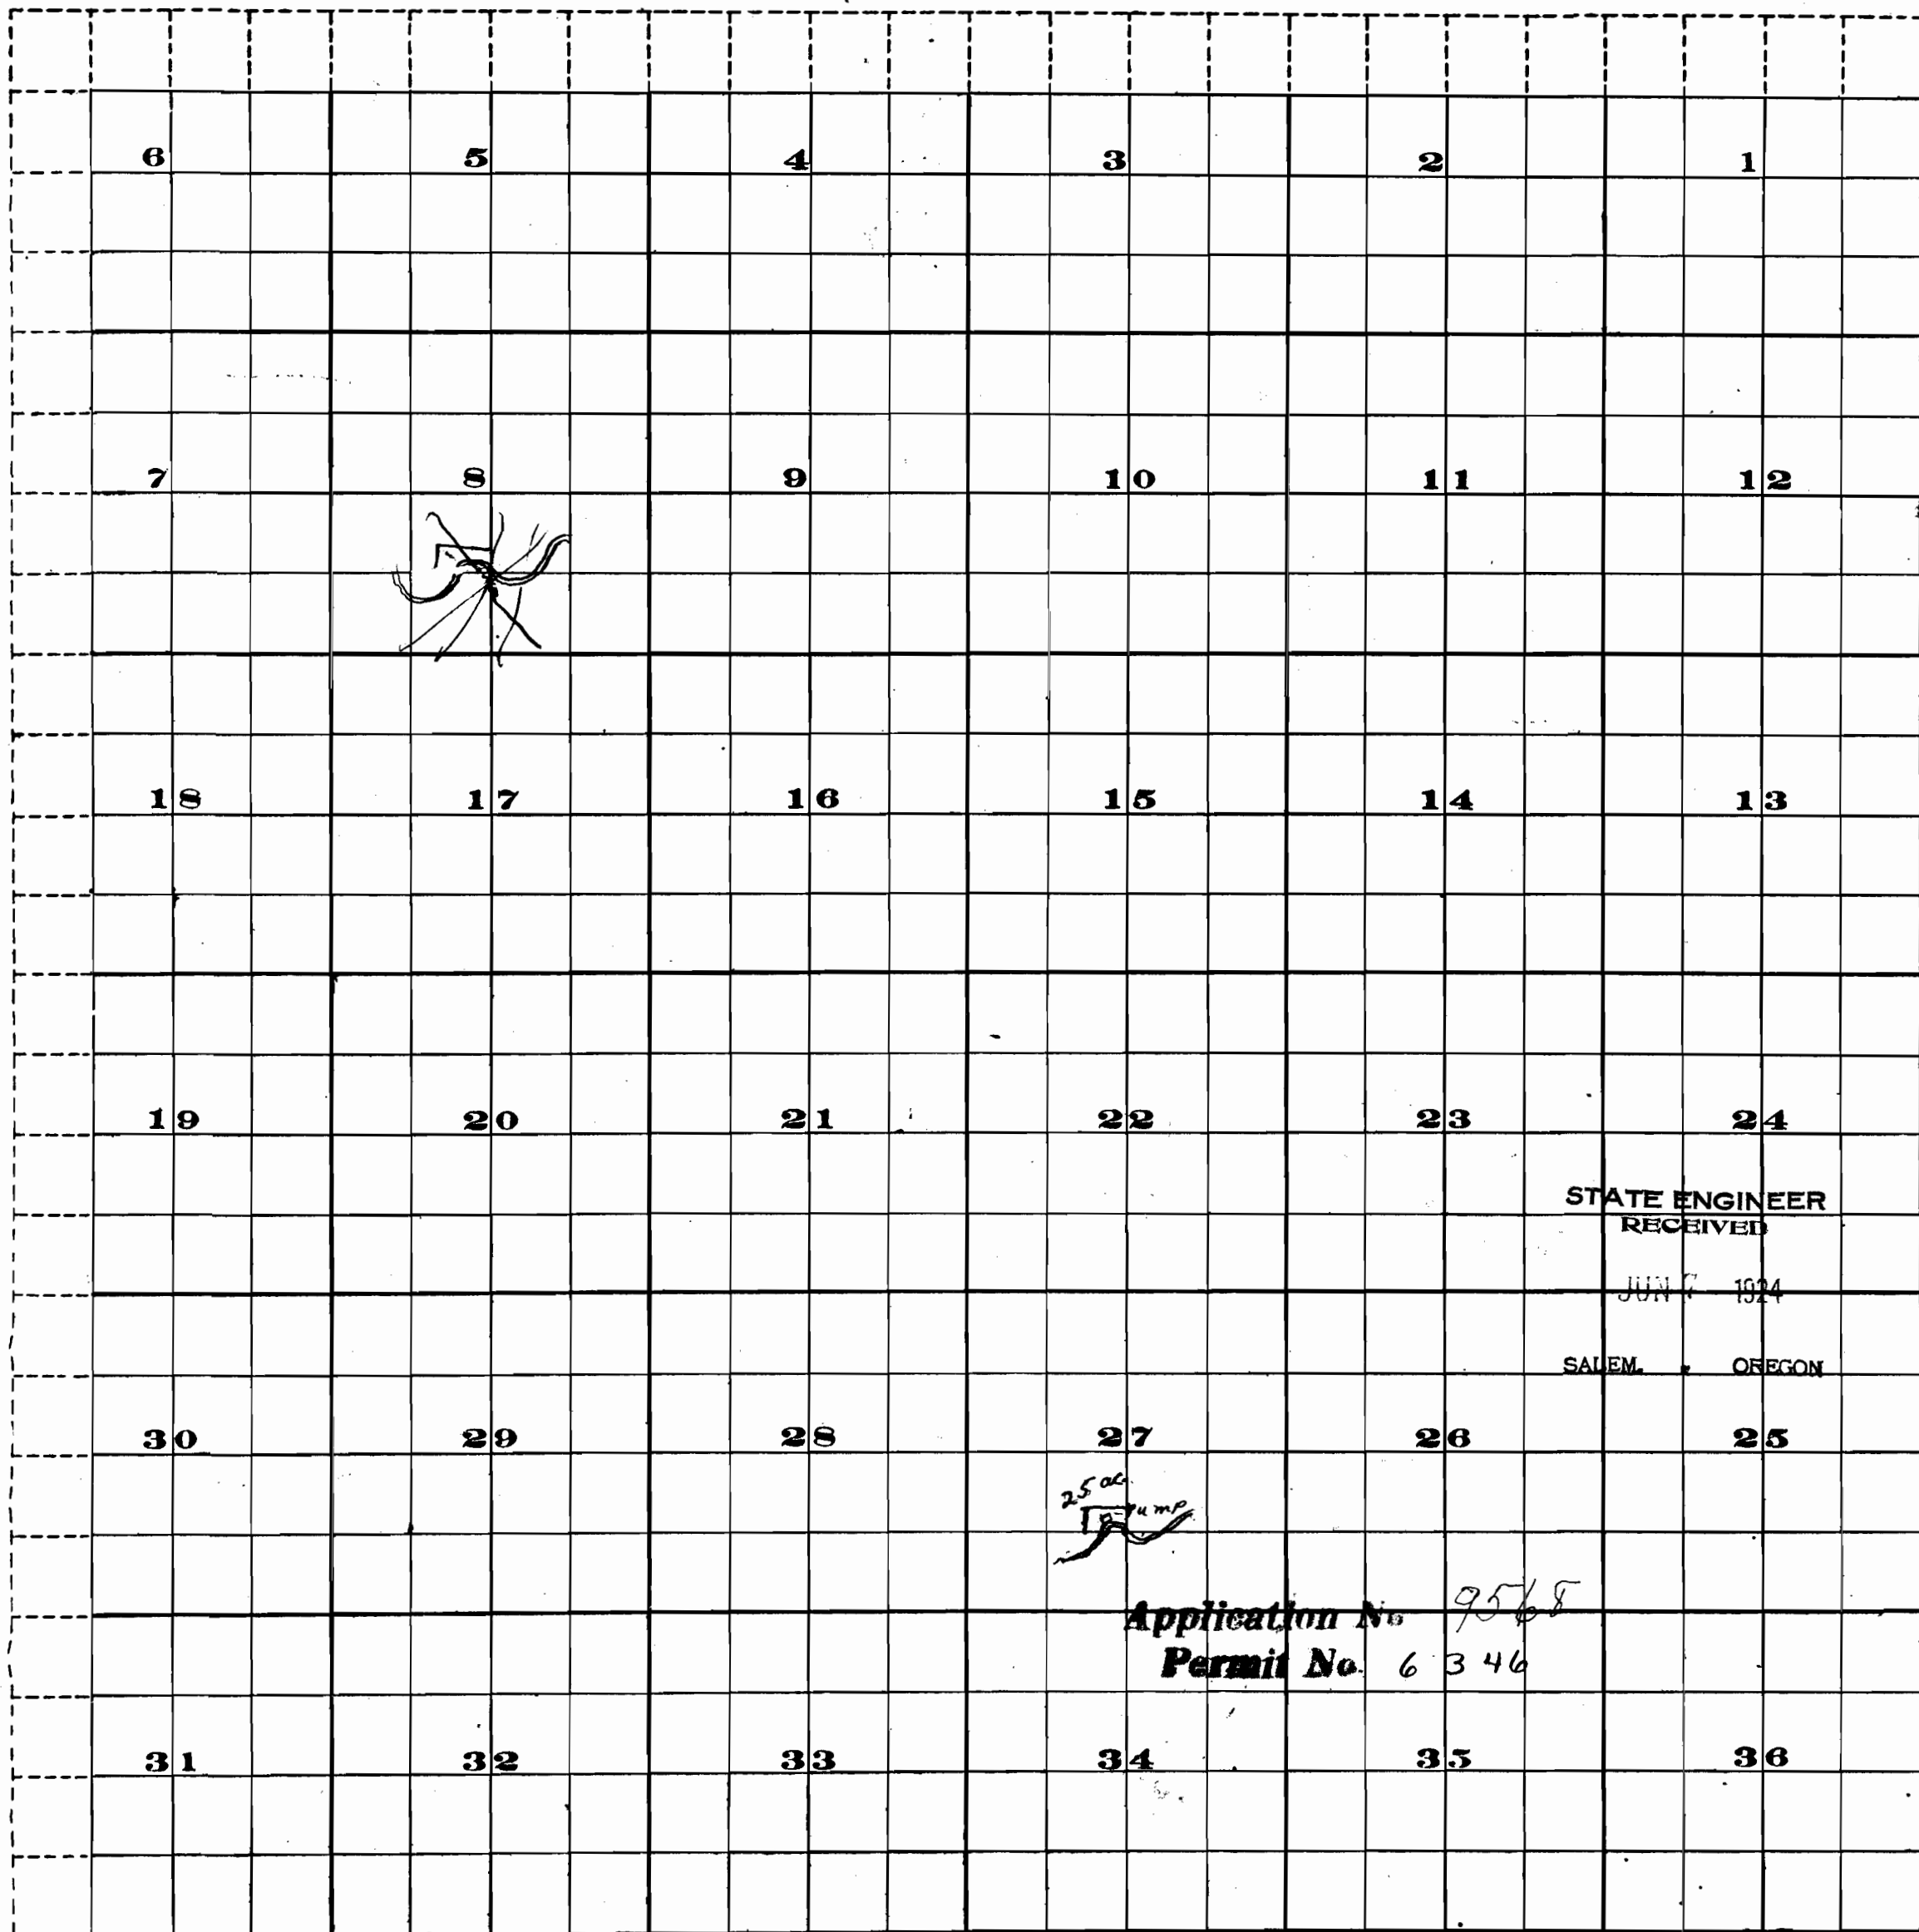 6 5 4 3 2 1
7 8 9 10 11 12
18 17 16 15 14 13
19 20 21 22 23 24
STATE ENGINEER
RECEIVED
JUN 7 1924
SALEM. OREGON
30 29 28 27 26 25
25 ac.
Pump
Application No 9568
Permit No. 6346
31 32 33 34 35 36